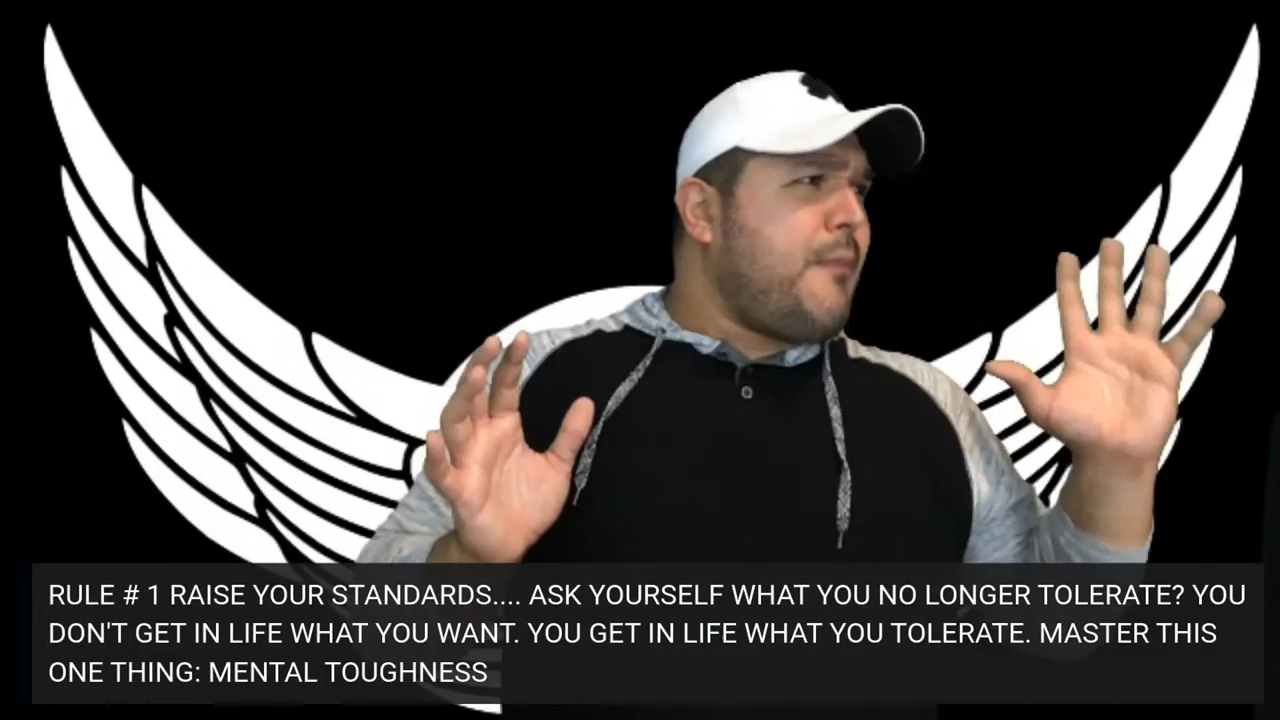 RULE # 1 RAISE YOUR STANDARDS.... ASK YOURSELF WHAT YOU NO LONGER TOLERATE? YOU
DON'T GET IN LIFE WHAT YOU WANT. YOU GET IN LIFE WHAT YOU TOLERATE. MASTER THIS
ONE THING: MENTAL TOUGHNESS